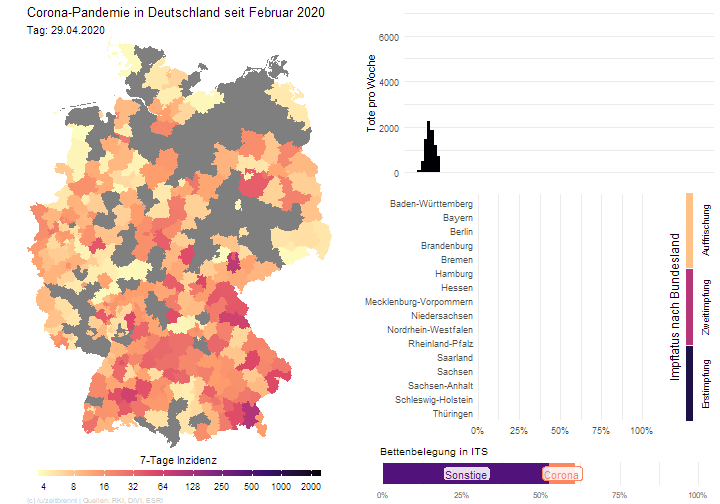 Corona-Pandemie in Deutschland seit Februar 2020
Tag: 29.04.2020
7-Tage Inzidenz
4 8 16 32 64 125 250 500 1000 2000
(c) /u/zeitbremst | Quellen: RKI, DIVI, ESRI
Tote pro Woche
6000
4000
2000
0
Baden-Württemberg
Bayern
Berlin
Brandenburg
Bremen
Hamburg
Hessen
Mecklenburg-Vorpommern
Niedersachsen
Nordrhein-Westfalen
Rheinland-Pfalz
Saarland
Sachsen
Sachsen-Anhalt
Schleswig-Holstein
Thüringen
0% 25% 50% 75% 100%
Impfstatus nach Bundesland
Auffrischung
Zweitimpfung
Erstimpfung
Bettenbelegung in ITS
Sonstige
Corona
0% 25% 50% 75% 100%